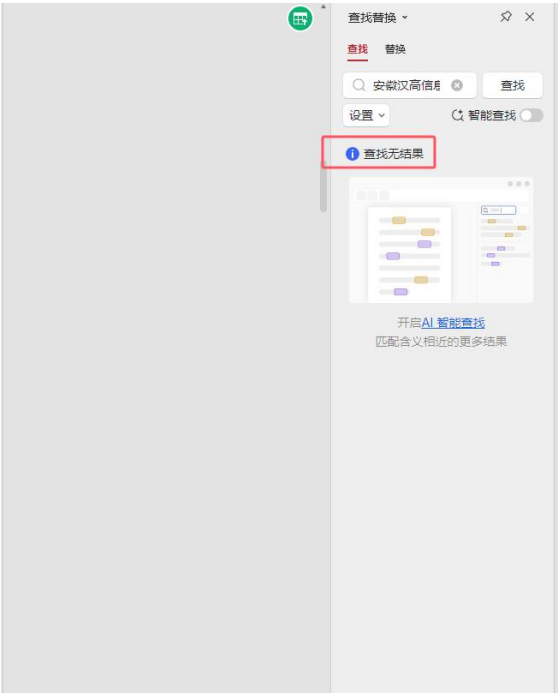 查找替换
查找 替换
安徽汉高信息 查找
设置 智能查找
查找无结果
开启AI 智能查找
匹配含义相近的更多结果